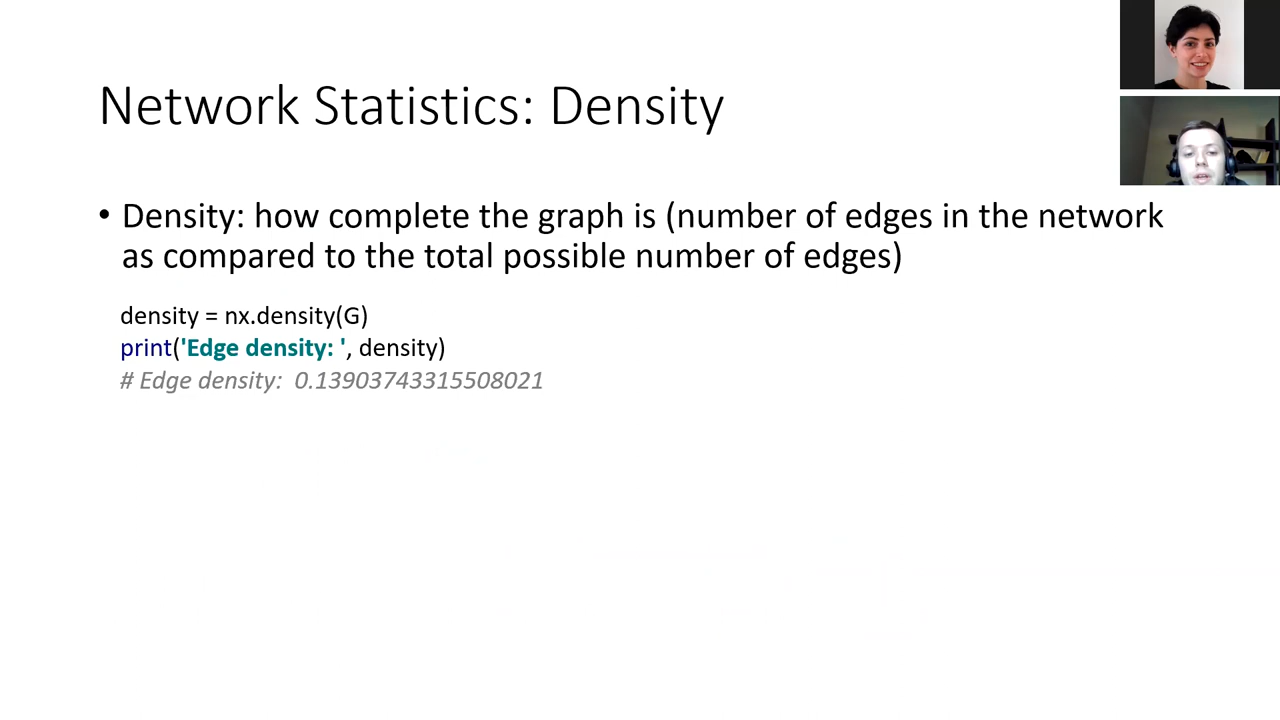 Network Statistics: Density
• Density: how complete the graph is (number of edges in the network
as compared to the total possible number of edges)
density = nx.density(G)
print('Edge density: ', density)
# Edge density:  0.13903743315508021